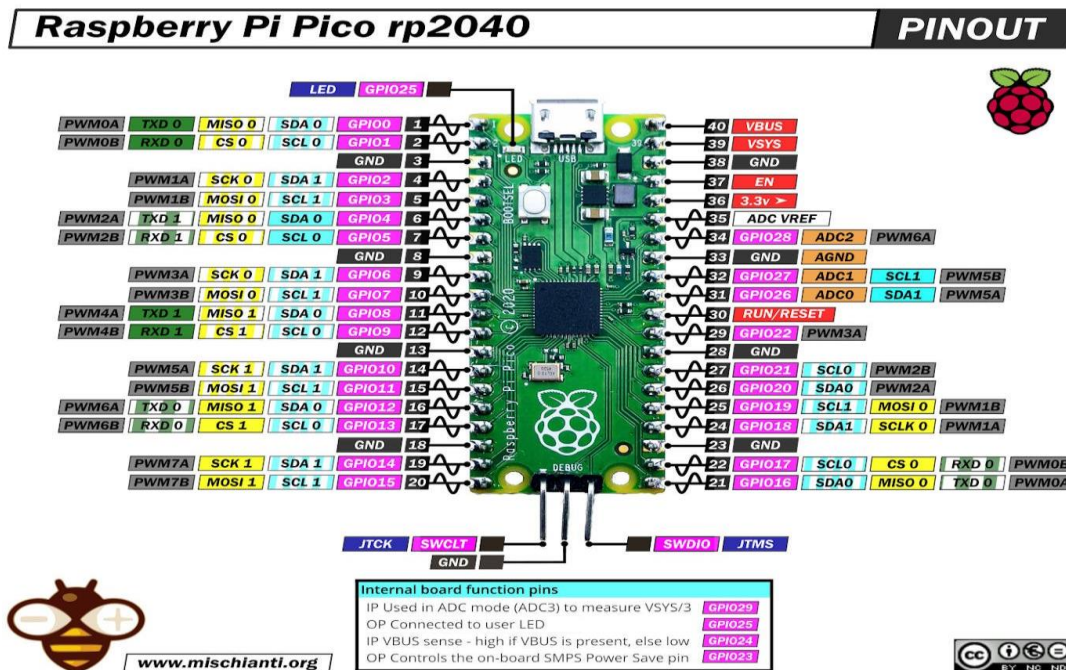 Raspberry Pi Pico rp2040 PINOUT
LED GPIO25
PWM0A TXD 0 MISO 0 SDA 0 GPIO0 1
PWM0B RXD 0 CS 0 SCL 0 GPIO1 2
GND 3
PWM1A SCK 0 SDA 1 GPIO2 4
PWM1B MOSI 0 SCL 1 GPIO3 5
PWM2A TXD 1 MISO 0 SDA 0 GPIO4 6
PWM2B RXD 1 CS 0 SCL 0 GPIO5 7
GND 8
PWM3A SCK 0 SDA 1 GPIO6 9
PWM3B MOSI 0 SCL 1 GPIO7 10
PWM4A TXD 1 MISO 1 SDA 0 GPIO8 11
PWM4B RXD 1 CS 1 SCL 0 GPIO9 12
GND 13
PWM5A SCK 1 SDA 1 GPIO10 14
PWM5B MOSI 1 SCL 1 GPIO11 15
PWM6A TXD 0 MISO 1 SDA 0 GPIO12 16
PWM6B RXD 0 CS 1 SCL 0 GPIO13 17
GND 18
PWM7A SCK 1 SDA 1 GPIO14 19
PWM7B MOSI 1 SCL 1 GPIO15 20
2
39
LED
USB
BOOTSEL
Raspberry Pi Pico © 2020
DEBUG
40 VBUS
39 VSYS
38 GND
37 EN
36 3.3v ➤
35 ADC VREF
34 GPIO28 ADC2 PWM6A
33 GND AGND
32 GPIO27 ADC1 SCL1 PWM5B
31 GPIO26 ADC0 SDA1 PWM5A
30 RUN/RESET
29 GPIO22 PWM3A
28 GND
27 GPIO21 SCL0 PWM2B
26 GPIO20 SDA0 PWM2A
25 GPIO19 SCL1 MOSI 0 PWM1B
24 GPIO18 SDA1 SCLK 0 PWM1A
23 GND
22 GPIO17 SCL0 CS 0 RXD 0 PWM0B
21 GPIO16 SDA0 MISO 0 TXD 0 PWM0A
JTCK SWCLT
GND
SWDIO JTMS
Internal board function pins
IP Used in ADC mode (ADC3) to measure VSYS/3 GPIO29
OP Connected to user LED GPIO25
IP VBUS sense - high if VBUS is present, else low GPIO24
OP Controls the on-board SMPS Power Save pin GPIO23
www.mischianti.org
CC BY NC ND